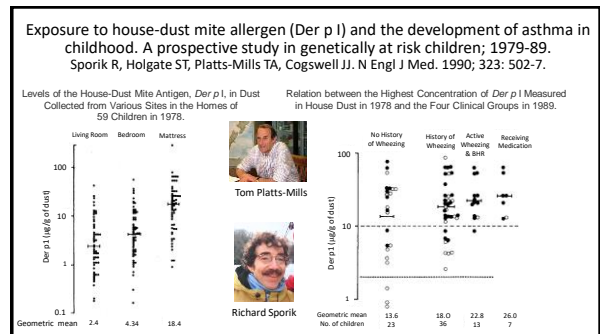 Exposure to house-dust mite allergen (Der p I) and the development of asthma in
childhood. A prospective study in genetically at risk children; 1979-89.
Sporik R, Holgate ST, Platts-Mills TA, Cogswell JJ. N Engl J Med. 1990; 323: 502-7.
Levels of the House-Dust Mite Antigen, Der p I, in Dust
Collected from Various Sites in the Homes of
59 Children in 1978.
Living Room Bedroom Mattress
Der p1 (µg/g of dust)
100
10
1
0.1
Geometric mean 2.4 4.34 18.4
Tom Platts-Mills
Richard Sporik
Relation between the Highest Concentration of Der p I Measured
in House Dust in 1978 and the Four Clinical Groups in 1989.
No History
of Wheezing
History of
Wheezing
Active
Wheezing
& BHR
Receiving
Medication
Der p1 (µg/g of dust)
100
10
1
Geometric mean 13.6 18.0 22.8 26.0
No. of children 23 36 13 7